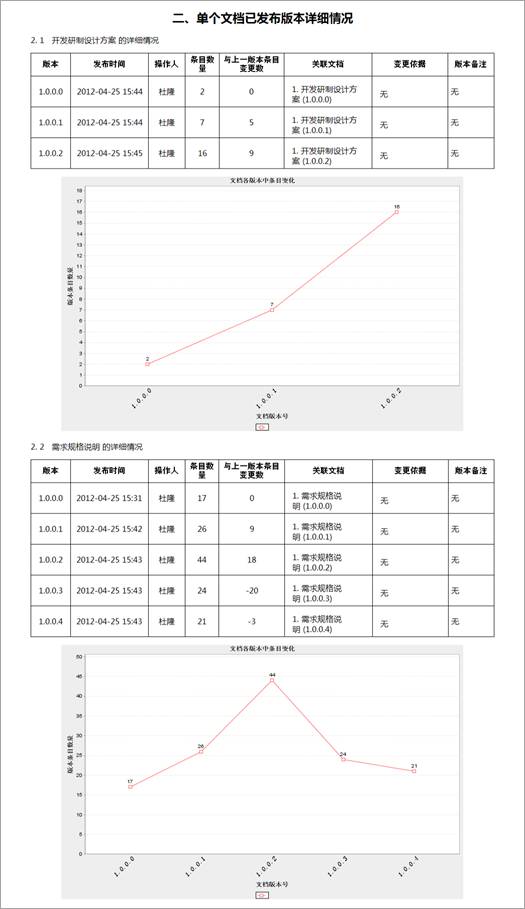 二、单个文档已发布版本详细情况
2. 1 开发研制设计方案 的详细情况
版本 发布时间 操作人 条目数量 与上一版本条目变更数 关联文档 变更依据 版本备注
1.0.0.0 2012-04-25 15:44 杜隆 2 0 1. 开发研制设计方案 (1.0.0.0) 无 无
1.0.0.1 2012-04-25 15:44 杜隆 7 5 1. 开发研制设计方案 (1.0.0.1) 无 无
1.0.0.2 2012-04-25 15:45 杜隆 16 9 1. 开发研制设计方案 (1.0.0.2) 无 无
文档各版本中条目变化
版本条目数量
18
17
16
15
14
13
12
11
10
9
8
7
6
5
4
3
2
1
0
2
7
16
1.0.0.0
1.0.0.1
1.0.0.2
文档版本号
2. 2 需求规格说明 的详细情况
版本 发布时间 操作人 条目数量 与上一版本条目变更数 关联文档 变更依据 版本备注
1.0.0.0 2012-04-25 15:31 杜隆 17 0 1. 需求规格说明 (1.0.0.0) 无 无
1.0.0.1 2012-04-25 15:42 杜隆 26 9 1. 需求规格说明 (1.0.0.1) 无 无
1.0.0.2 2012-04-25 15:43 杜隆 44 18 1. 需求规格说明 (1.0.0.2) 无 无
1.0.0.3 2012-04-25 15:43 杜隆 24 -20 1. 需求规格说明 (1.0.0.3) 无 无
1.0.0.4 2012-04-25 15:43 杜隆 21 -3 1. 需求规格说明 (1.0.0.4) 无 无
文档各版本中条目变化
版本条目数量
50
45
40
35
30
25
20
15
10
5
0
17
26
44
24
21
1.0.0.0
1.0.0.1
1.0.0.2
1.0.0.3
1.0.0.4
文档版本号